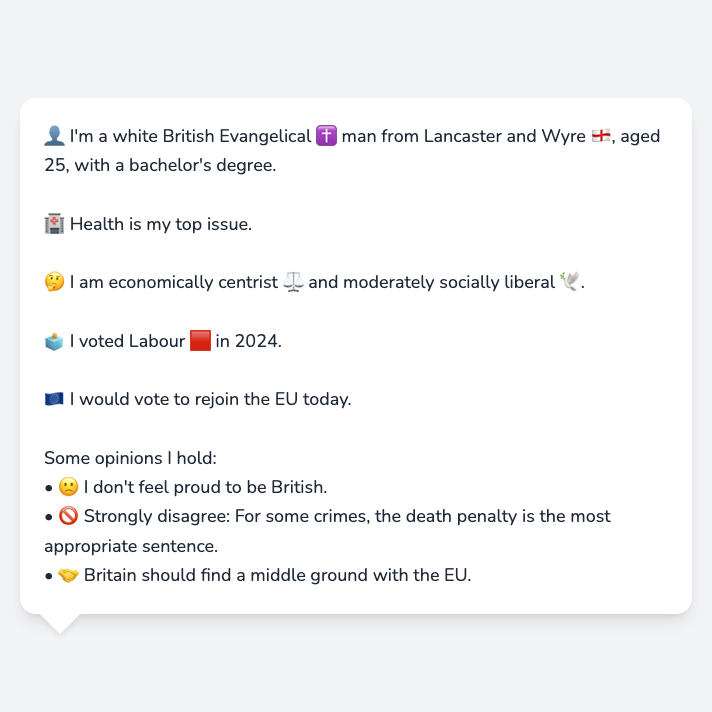 👤 I'm a white British Evangelical ✝️ man from Lancaster and Wyre 🏴󠁧󠁢󠁥󠁮󠁧󠁿, aged
25, with a bachelor's degree.
🏥 Health is my top issue.
🤔 I am economically centrist ⚖️ and moderately socially liberal 🕊️.
🗳️ I voted Labour 🟥 in 2024.
🇪🇺 I would vote to rejoin the EU today.
Some opinions I hold:
• 🙁 I don't feel proud to be British.
• 🚫 Strongly disagree: For some crimes, the death penalty is the most
appropriate sentence.
• 🤝 Britain should find a middle ground with the EU.